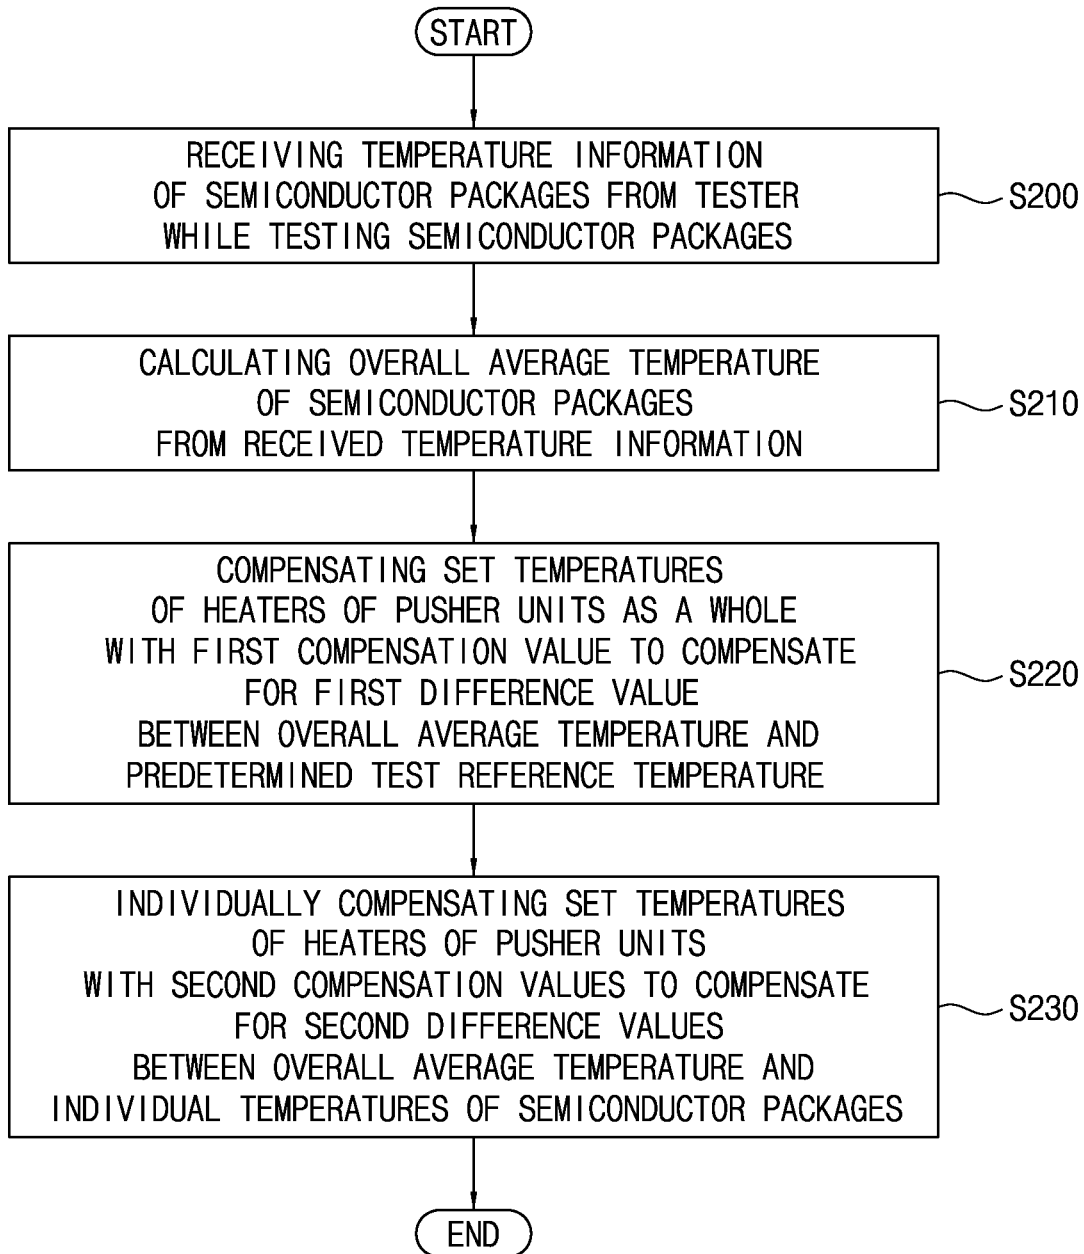 START
RECEIVING TEMPERATURE INFORMATION
OF SEMICONDUCTOR PACKAGES FROM TESTER
WHILE TESTING SEMICONDUCTOR PACKAGES
S200
CALCULATING OVERALL AVERAGE TEMPERATURE
OF SEMICONDUCTOR PACKAGES
FROM RECEIVED TEMPERATURE INFORMATION
S210
COMPENSATING SET TEMPERATURES
OF HEATERS OF PUSHER UNITS AS A WHOLE
WITH FIRST COMPENSATION VALUE TO COMPENSATE
FOR FIRST DIFFERENCE VALUE
BETWEEN OVERALL AVERAGE TEMPERATURE AND
PREDETERMINED TEST REFERENCE TEMPERATURE
S220
INDIVIDUALLY COMPENSATING SET TEMPERATURES
OF HEATERS OF PUSHER UNITS
WITH SECOND COMPENSATION VALUES TO COMPENSATE
FOR SECOND DIFFERENCE VALUES
BETWEEN OVERALL AVERAGE TEMPERATURE AND
INDIVIDUAL TEMPERATURES OF SEMICONDUCTOR PACKAGES
S230
END